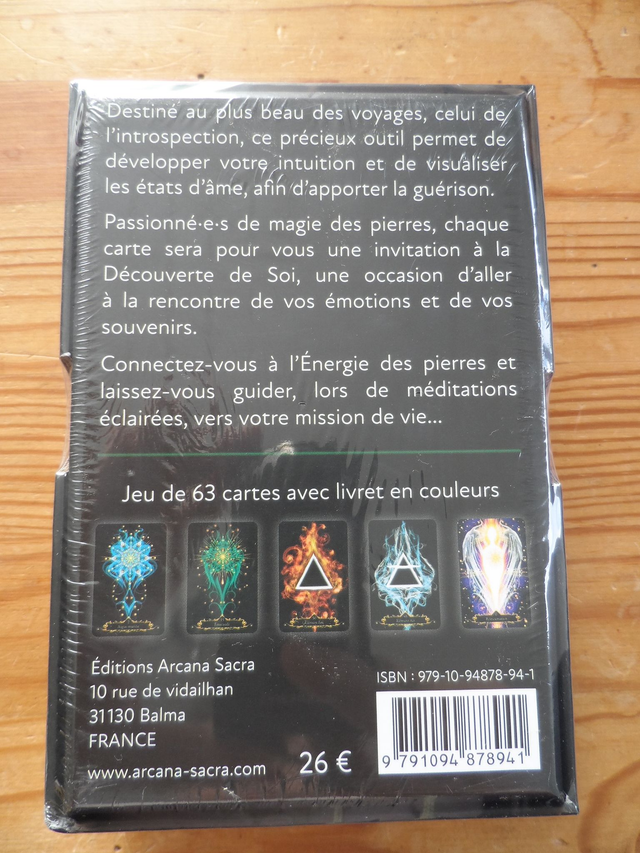 Destiné au plus beau des voyages, celui de
l'introspection, ce précieux outil permet de
développer votre intuition et de visualiser
les états d'âme, afin d'apporter la guérison.
Passionné·e·s de magie des pierres, chaque
carte sera pour vous une invitation à la
Découverte de Soi, une occasion d'aller
à la rencontre de vos émotions et de vos
souvenirs.
Connectez-vous à l'Énergie des pierres et
laissez-vous guider, lors de méditations
éclairées, vers votre mission de vie...
Jeu de 63 cartes avec livret en couleurs
Éditions Arcana Sacra
10 rue de vidailhan
31130 Balma
FRANCE
www.arcana-sacra.com
26 €
ISBN : 979-10-94878-94-1
9 791094 878941